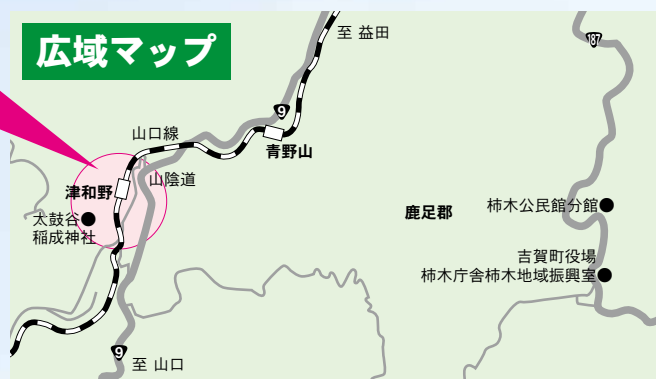 広域マップ
至 益田
187
9
山口線
青野山
津和野
山陰道
太鼓谷
稲成神社
鹿足郡
柿木公民館分館
吉賀町役場
柿木庁舎柿木地域振興室
9
至 山口